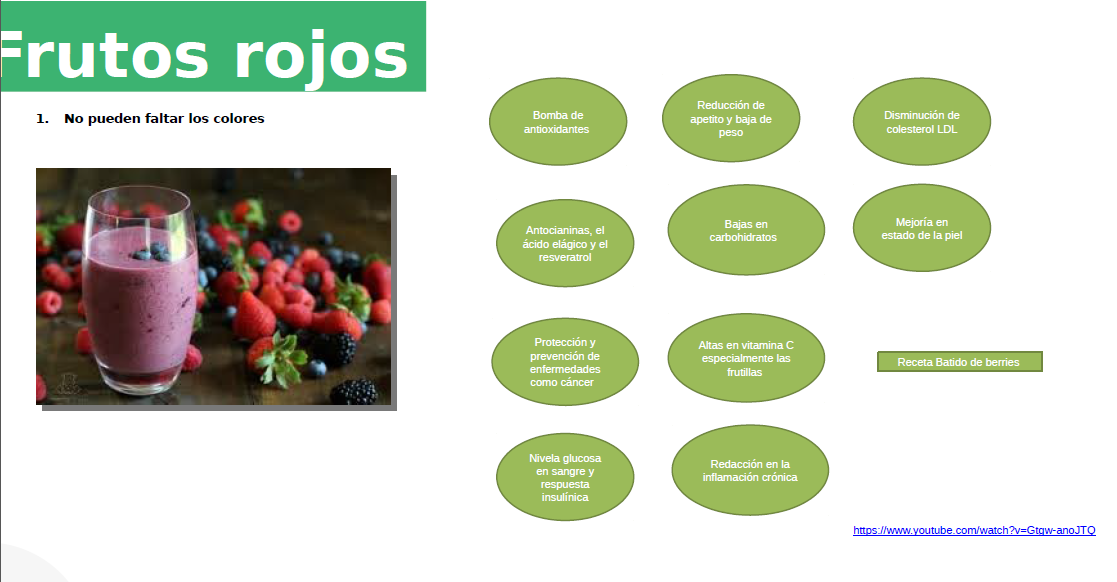 Frutos rojos
1. No pueden faltar los colores
Bomba de
antioxidantes
Reducción de
apetito y baja de
peso
Disminución de
colesterol LDL
Antocianinas, el
ácido elágico y el
resveratrol
Bajas en
carbohidratos
Mejoría en
estado de la piel
Protección y
prevención de
enfermedades
como cáncer
Altas en vitamina C
especialmente las
frutillas
Receta Batido de berries
Nivela glucosa
en sangre y
respuesta
insulínica
Redacción en la
inflamación crónica
https://www.youtube.com/watch?v=Gtqw-anoJTQ